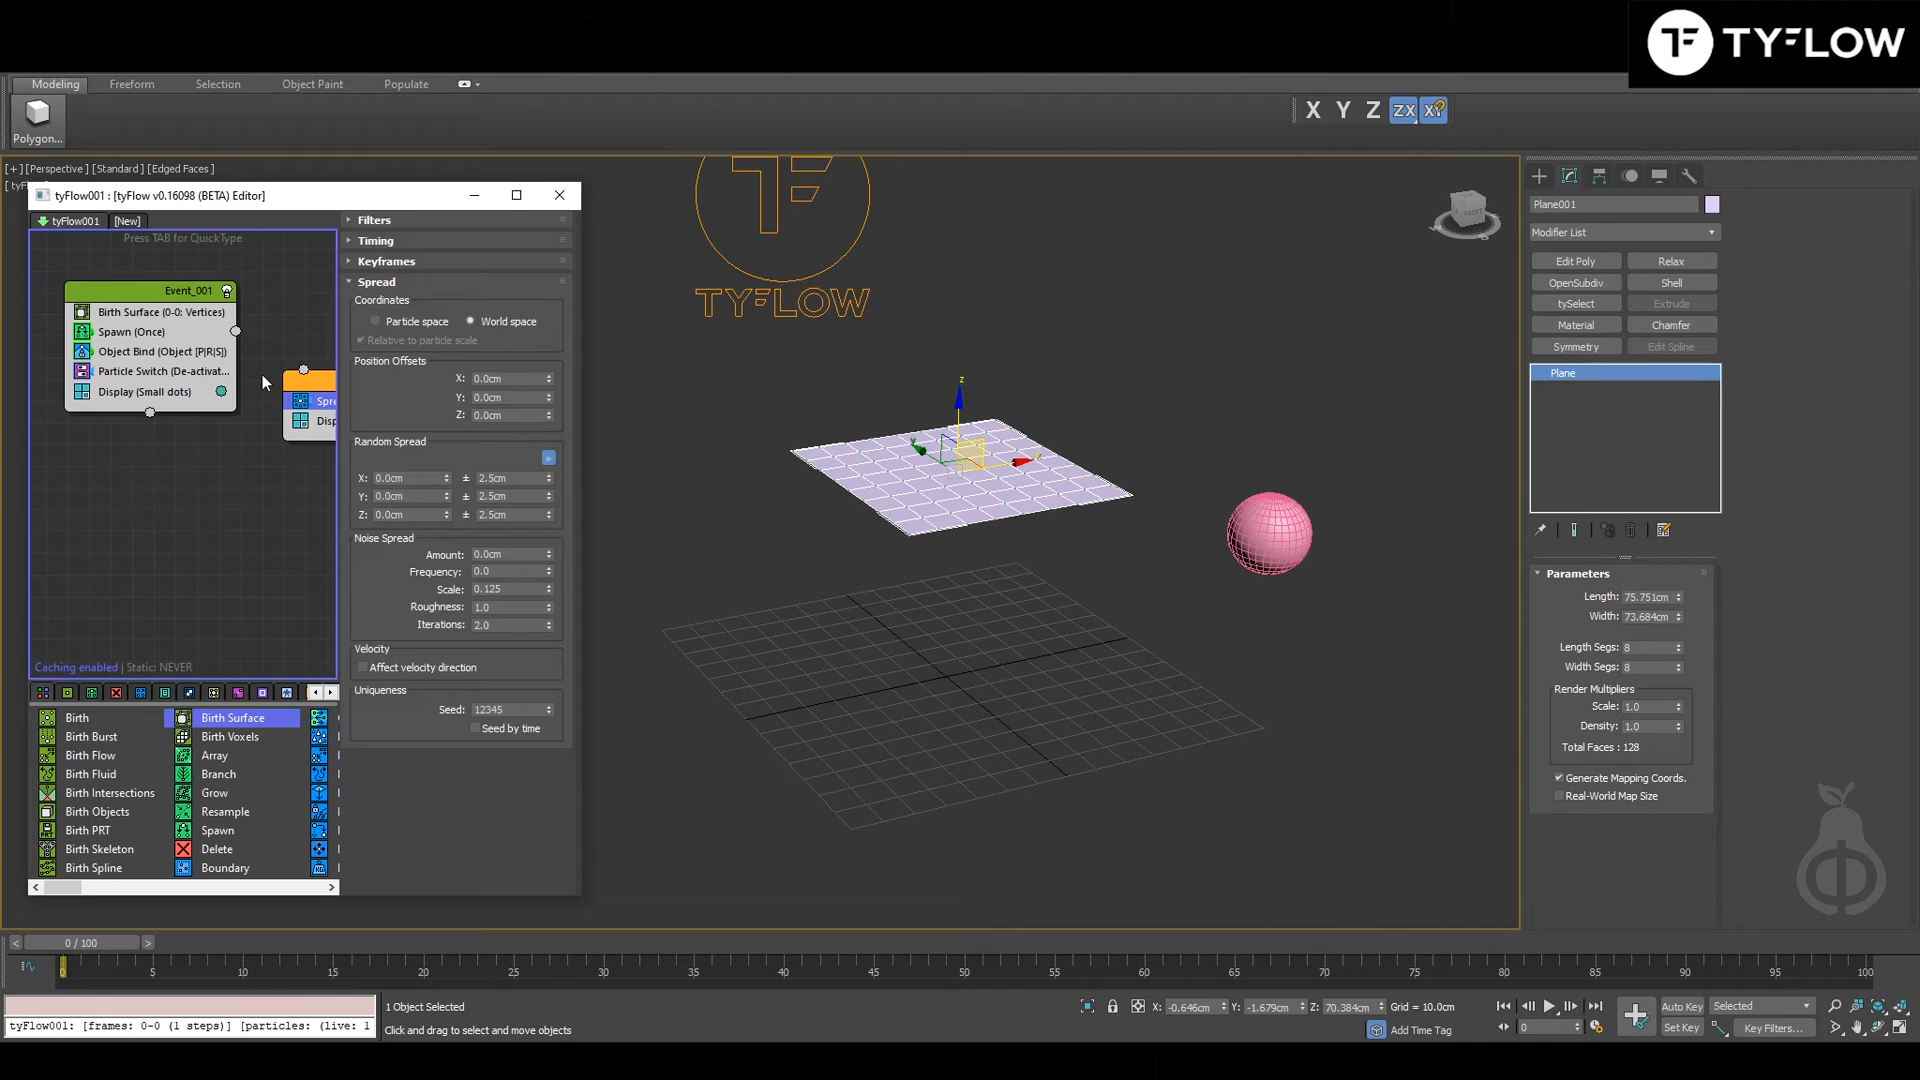 TYFLOW
Modeling
Freeform
Selection
Object Paint
Populate
Polygon...
X Y Z ZX XY
[+] [Perspective] [Standard] [Edged Faces]
tyFlow001 : [tyFlow v0.16098 (BETA) Editor]
tyFlow001
[New]
Press TAB for QuickType
Event_001
Birth Surface (0-0: Vertices)
Spawn (Once)
Object Bind (Object [P|R|S])
Particle Switch (De-activat...
Display (Small dots)
Spre
Disp
Caching enabled | Static: NEVER
Birth
Birth Surface
Birth Burst
Birth Voxels
Birth Flow
Array
Birth Fluid
Branch
Birth Intersections
Grow
Birth Objects
Resample
Birth PRT
Spawn
Birth Skeleton
Delete
Birth Spline
Boundary
Filters
Timing
Keyframes
Spread
Coordinates
Particle space
World space
Relative to particle scale
Position Offsets
X: 0.0cm
Y: 0.0cm
Z: 0.0cm
Random Spread
X: 0.0cm ± 2.5cm
Y: 0.0cm ± 2.5cm
Z: 0.0cm ± 2.5cm
Noise Spread
Amount: 0.0cm
Frequency: 0.0
Scale: 0.125
Roughness: 1.0
Iterations: 2.0
Velocity
Affect velocity direction
Uniqueness
Seed: 12345
Seed by time
TYFLOW
z
y
x
FRONT
Plane001
Modifier List
Edit Poly
Relax
OpenSubdiv
Shell
tySelect
Extrude
Material
Chamfer
Symmetry
Edit Spline
Plane
Parameters
Length: 75.751cm
Width: 73.684cm
Length Segs: 8
Width Segs: 8
Render Multipliers
Scale: 1.0
Density: 1.0
Total Faces : 128
Generate Mapping Coords.
Real-World Map Size
< 0 / 100 >
0 5 10 15 20 25 30 35 40 45 50 55 60 65 70 75 80 85 90 95 100
tyFlow001: [frames: 0-0 (1 steps)] [particles: (live: 1
1 Object Selected
Click and drag to select and move objects
X: -0.646cm Y: -1.679cm Z: 70.384cm Grid = 10.0cm
Add Time Tag
0
Auto Key
Selected
Set Key
Key Filters...